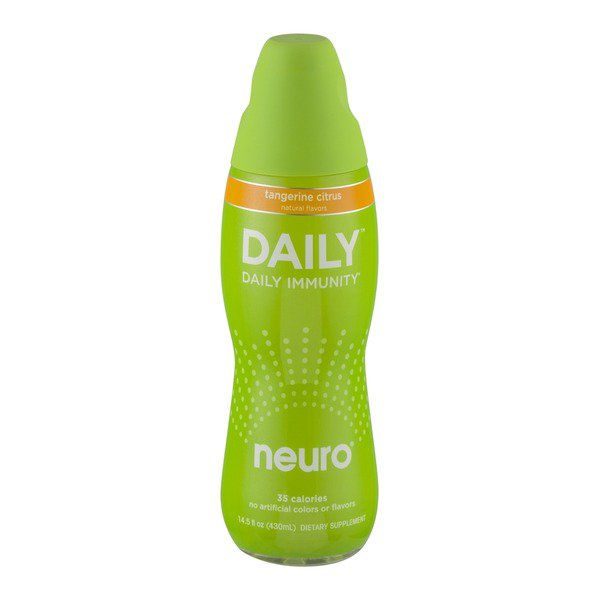 tangerine citrus
natural flavors
DAILY™
DAILY IMMUNITY*
neuro®
35 calories
no artificial colors or flavors
14.5 fl oz (430mL) DIETARY SUPPLEMENT